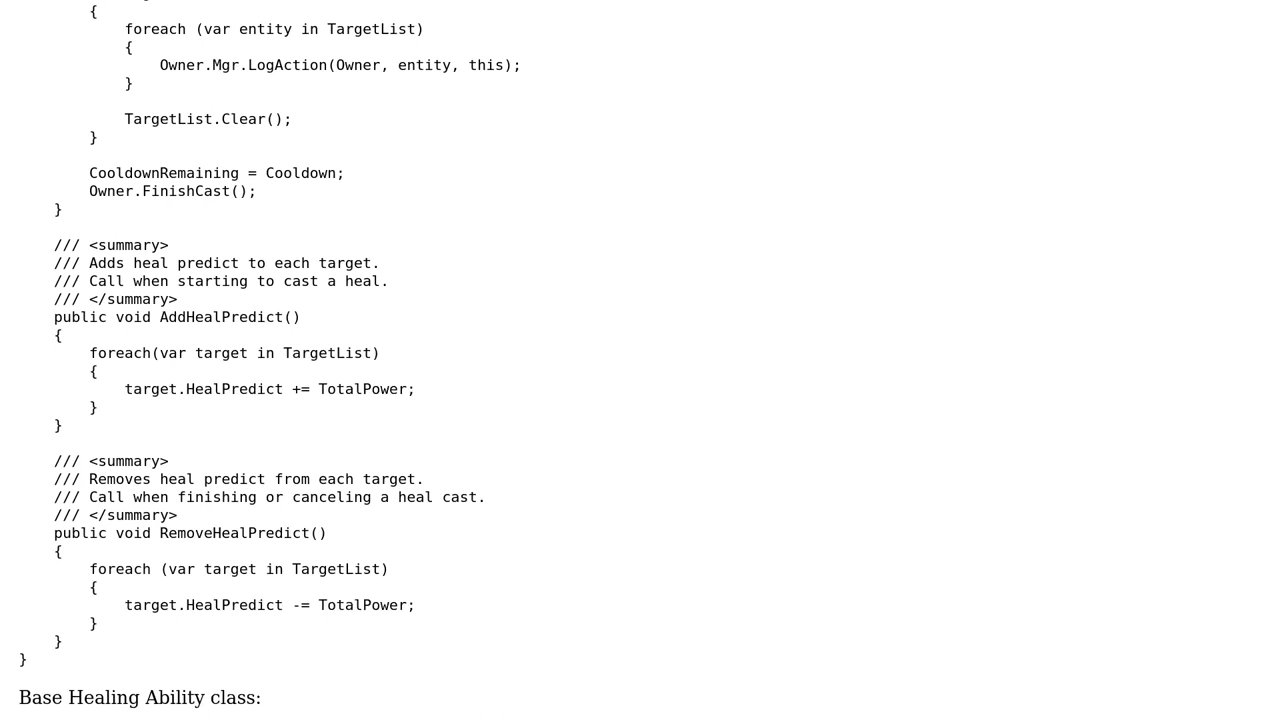 {
foreach (var entity in TargetList)
{
Owner.Mgr.LogAction(Owner, entity, this);
}
TargetList.Clear();
}
CooldownRemaining = Cooldown;
Owner.FinishCast();
}
/// <summary>
/// Adds heal predict to each target.
/// Call when starting to cast a heal.
/// </summary>
public void AddHealPredict()
{
foreach(var target in TargetList)
{
target.HealPredict += TotalPower;
}
}
/// <summary>
/// Removes heal predict from each target.
/// Call when finishing or canceling a heal cast.
/// </summary>
public void RemoveHealPredict()
{
foreach (var target in TargetList)
{
target.HealPredict -= TotalPower;
}
}
}
Base Healing Ability class: